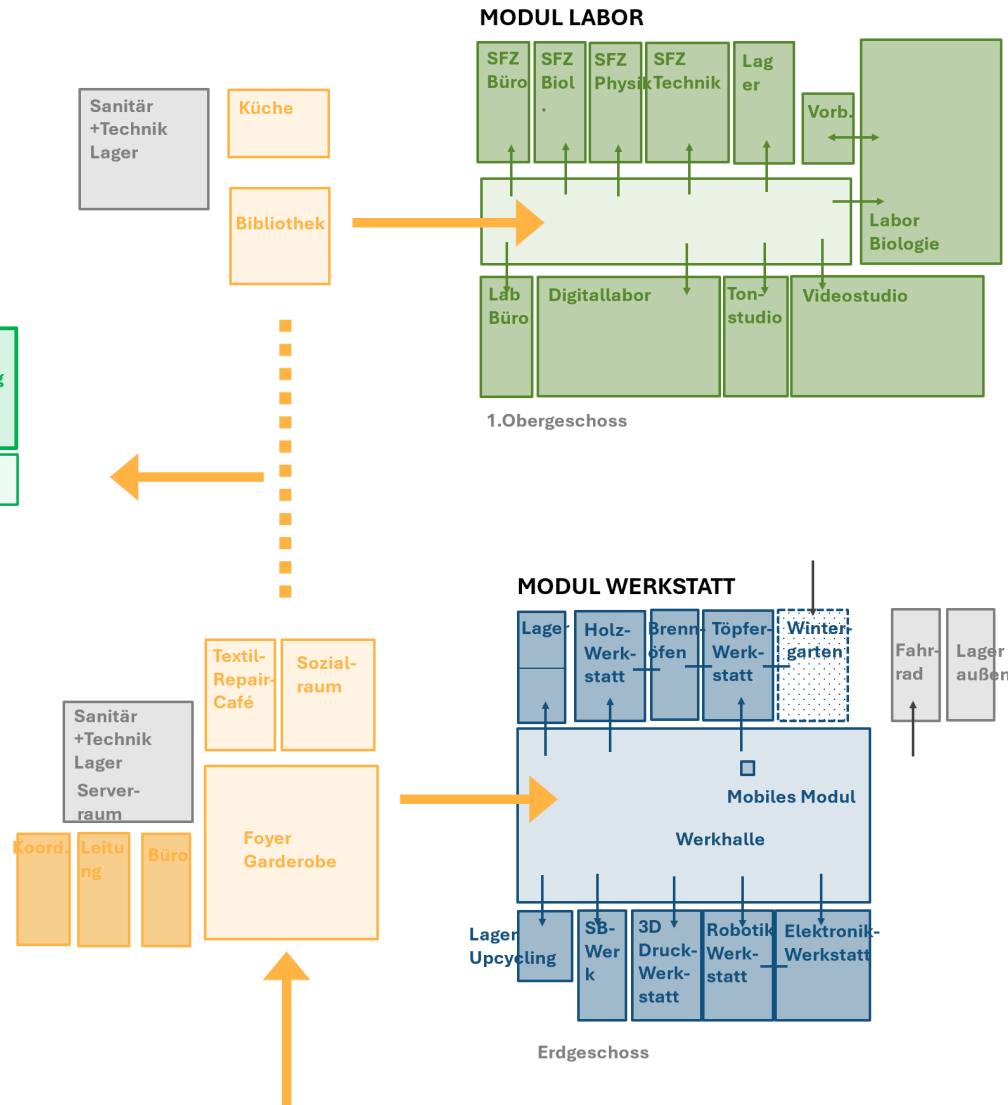 MODUL LABOR
SFZ
Büro
SFZ
Biol
.
SFZ
Physik
SFZ
Technik
Lag
er
Vorb.
Labor
Biologie
Sanitär
+Technik
Lager
Küche
Bibliothek
Lab
Büro
Digitallabor
Ton-
studio
Videostudio
1.Obergeschoss
MODUL WERKSTATT
Lager
Holz-
Werk-
statt
Brenn-
öfen
Töpfer-
Werk-
statt
Winter-
garten
Fahr-
rad
Lager
außen
Textil-
Repair-
Café
Sozial-
raum
Sanitär
+Technik
Lager
Server-
raum
Koord.
Leitu
ng
Büro
Foyer
Garderobe
Mobiles Modul
Werkhalle
Lager
Upcycling
SB-
Wer
k
3D
Druck-
Werk-
statt
Robotik
Werk-
statt
Elektronik-
Werkstatt
Erdgeschoss